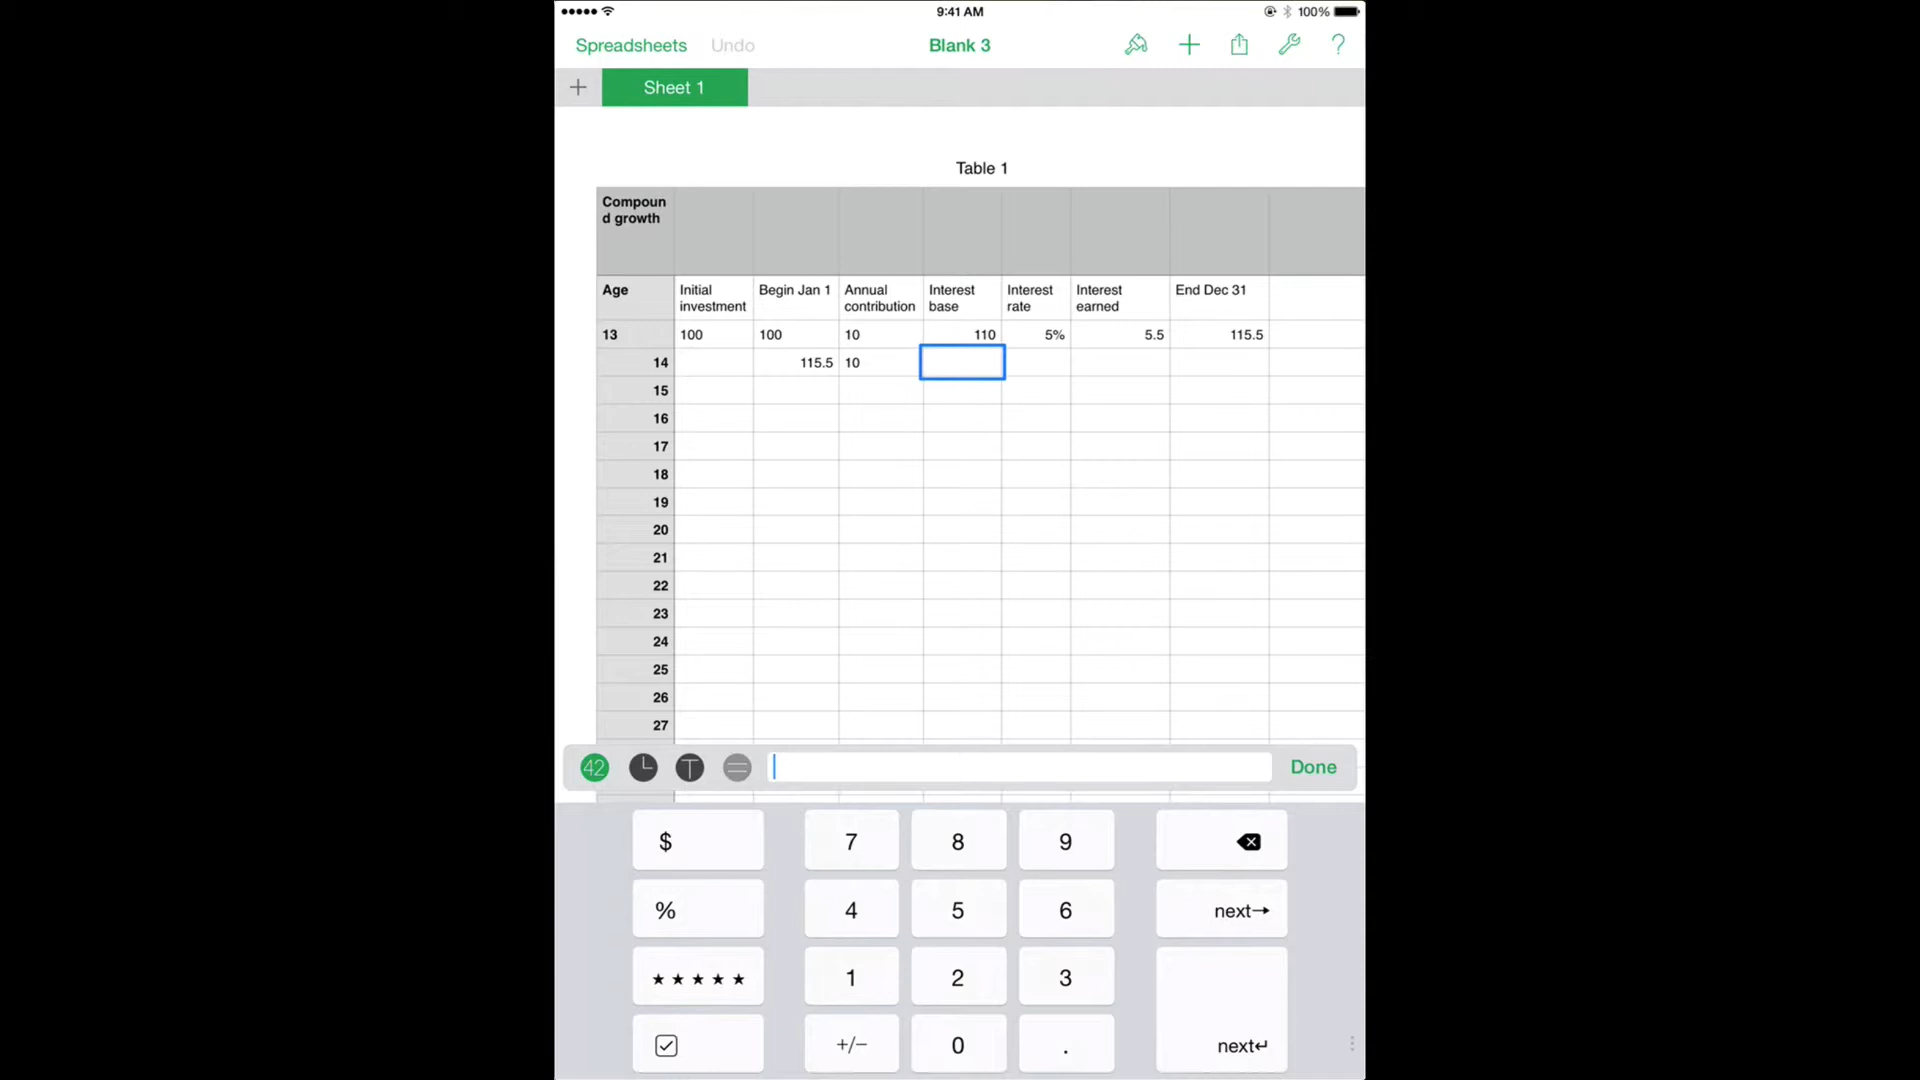 9:41 AM 100%
Spreadsheets Undo Blank 3 ?
Sheet 1
Table 1
Compoun
d growth
Age Initial investment Begin Jan 1 Annual contribution Interest base Interest rate Interest earned End Dec 31
13 100 100 10 110 5% 5.5 115.5
14 115.5 10
15
16
17
18
19
20
21
22
23
24
25
26
27
42 T = Done
$ 7 8 9
% 4 5 6 next→
★★★★★ 1 2 3
+/− 0 . next↵